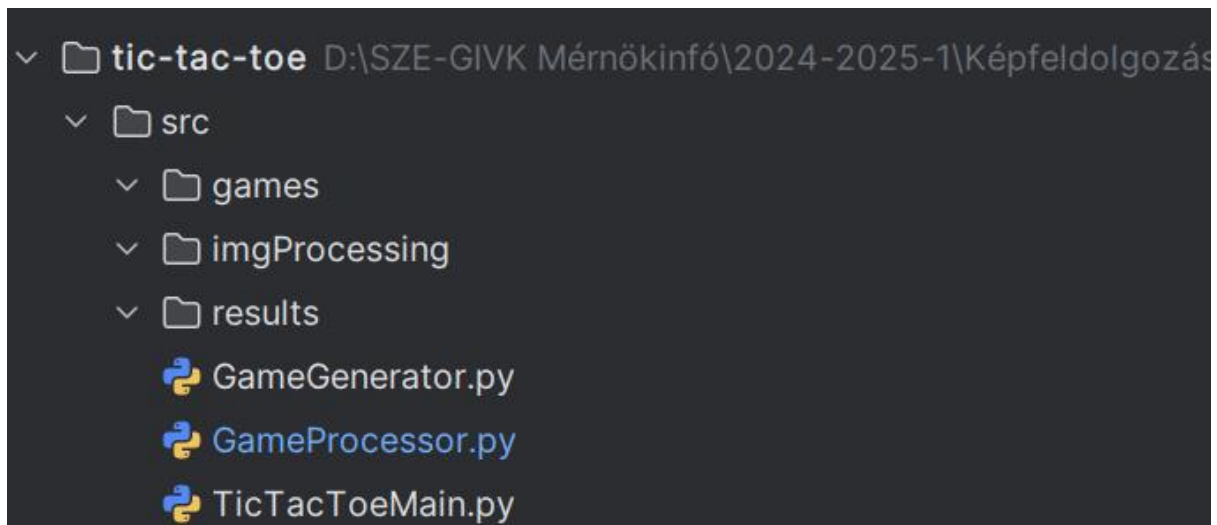 tic-tac-toe D:\SZE-GIVK Mérnökinfó\2024-2025-1\Képfeldolgozás
src
games
imgProcessing
results
GameGenerator.py
GameProcessor.py
TicTacToeMain.py